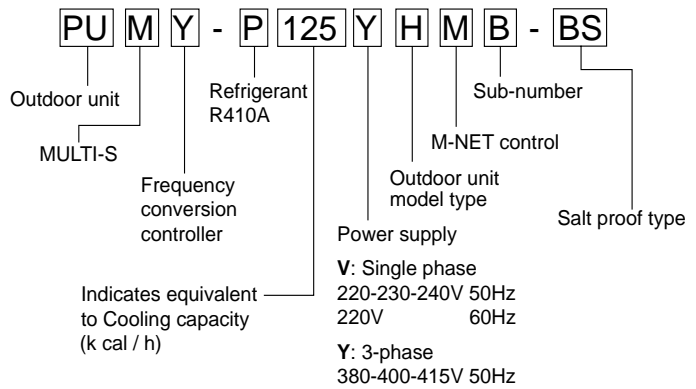 PU M Y - P 125 Y H M B - BS
Outdoor unit
MULTI-S
Frequency
conversion
controller
Indicates equivalent
to Cooling capacity
(k cal / h)
Refrigerant
R410A
Power supply
V: Single phase
220-230-240V 50Hz
220V 60Hz
Y: 3-phase
380-400-415V 50Hz
Outdoor unit
model type
M-NET control
Sub-number
Salt proof type